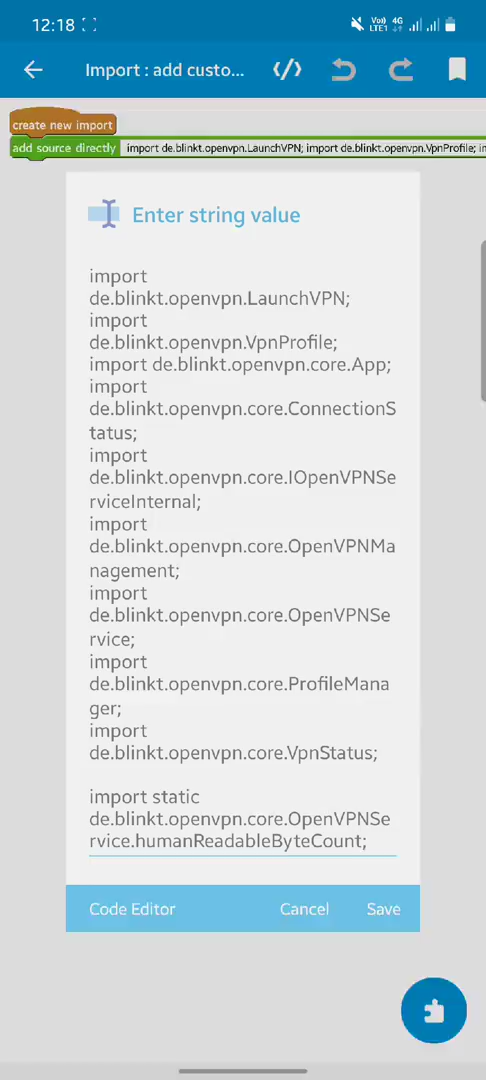 12:18
Vo)) 4G
LTE1
Import : add custo...
create new import
add source directly import de.blinkt.openvpn.LaunchVPN; import de.blinkt.openvpn.VpnProfile; i
Enter string value
import
de.blinkt.openvpn.LaunchVPN;
import
de.blinkt.openvpn.VpnProfile;
import de.blinkt.openvpn.core.App;
import
de.blinkt.openvpn.core.ConnectionS
tatus;
import
de.blinkt.openvpn.core.IOpenVPNSe
rviceInternal;
import
de.blinkt.openvpn.core.OpenVPNMa
nagement;
import
de.blinkt.openvpn.core.OpenVPNSe
rvice;
import
de.blinkt.openvpn.core.ProfileMana
ger;
import
de.blinkt.openvpn.core.VpnStatus;
import static
de.blinkt.openvpn.core.OpenVPNSe
rvice.humanReadableByteCount;
Code Editor Cancel Save